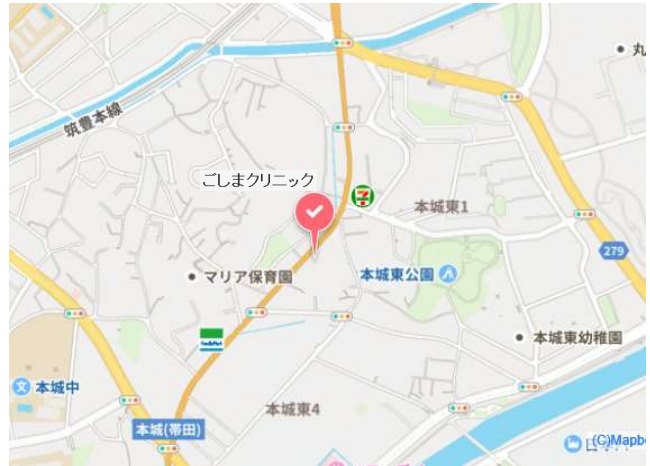 丸
筑豊本線
ごしまクリニック
7
本城東1
279
マリア保育園
本城東公園
FamilyMart
本城東幼稚園
本城中
本城東4
本城(帯田)
(C)Mapbo